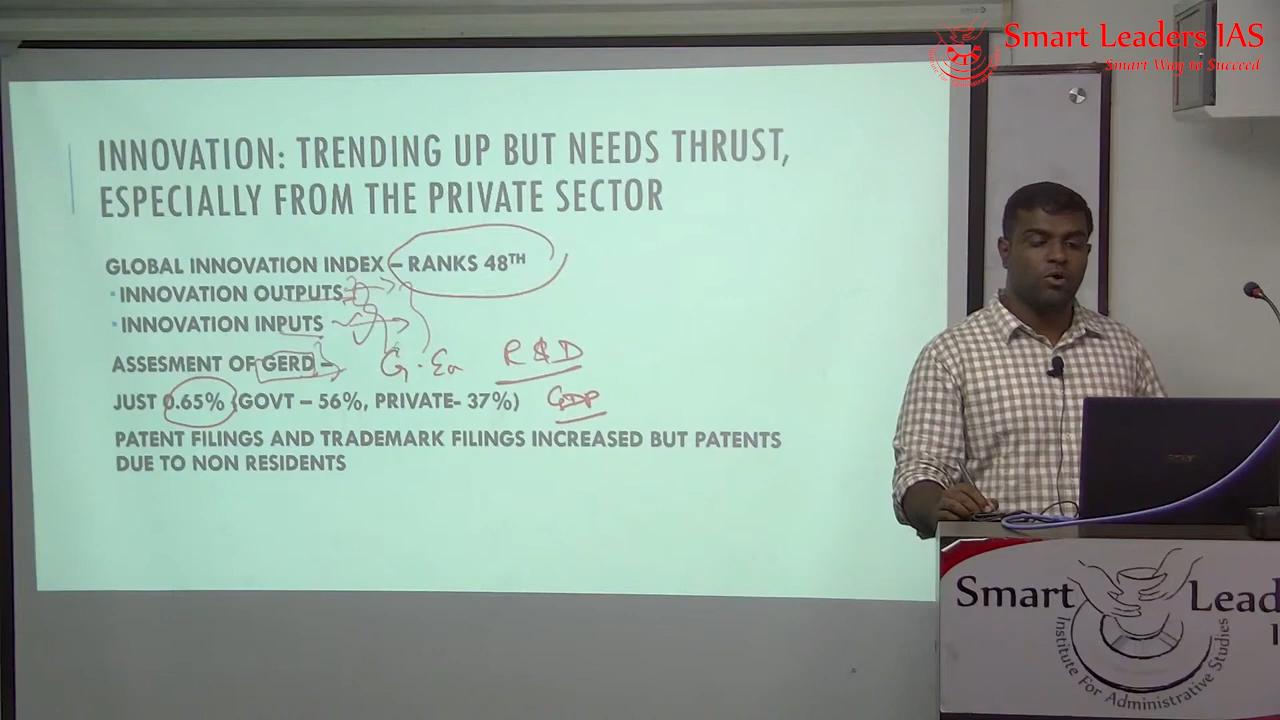 Smart Leaders IAS
Smart Way to Succeed
INNOVATION: TRENDING UP BUT NEEDS THRUST,
ESPECIALLY FROM THE PRIVATE SECTOR
GLOBAL INNOVATION INDEX – RANKS 48TH
INNOVATION OUTPUTS
INNOVATION INPUTS
ASSESMENT OF GERD – G. R & D
JUST 0.65% (GOVT – 56%, PRIVATE- 37%) GDP
PATENT FILINGS AND TRADEMARK FILINGS INCREASED BUT PATENTS
DUE TO NON RESIDENTS
SONY
Smart Lead
Institute For Administrative Studies